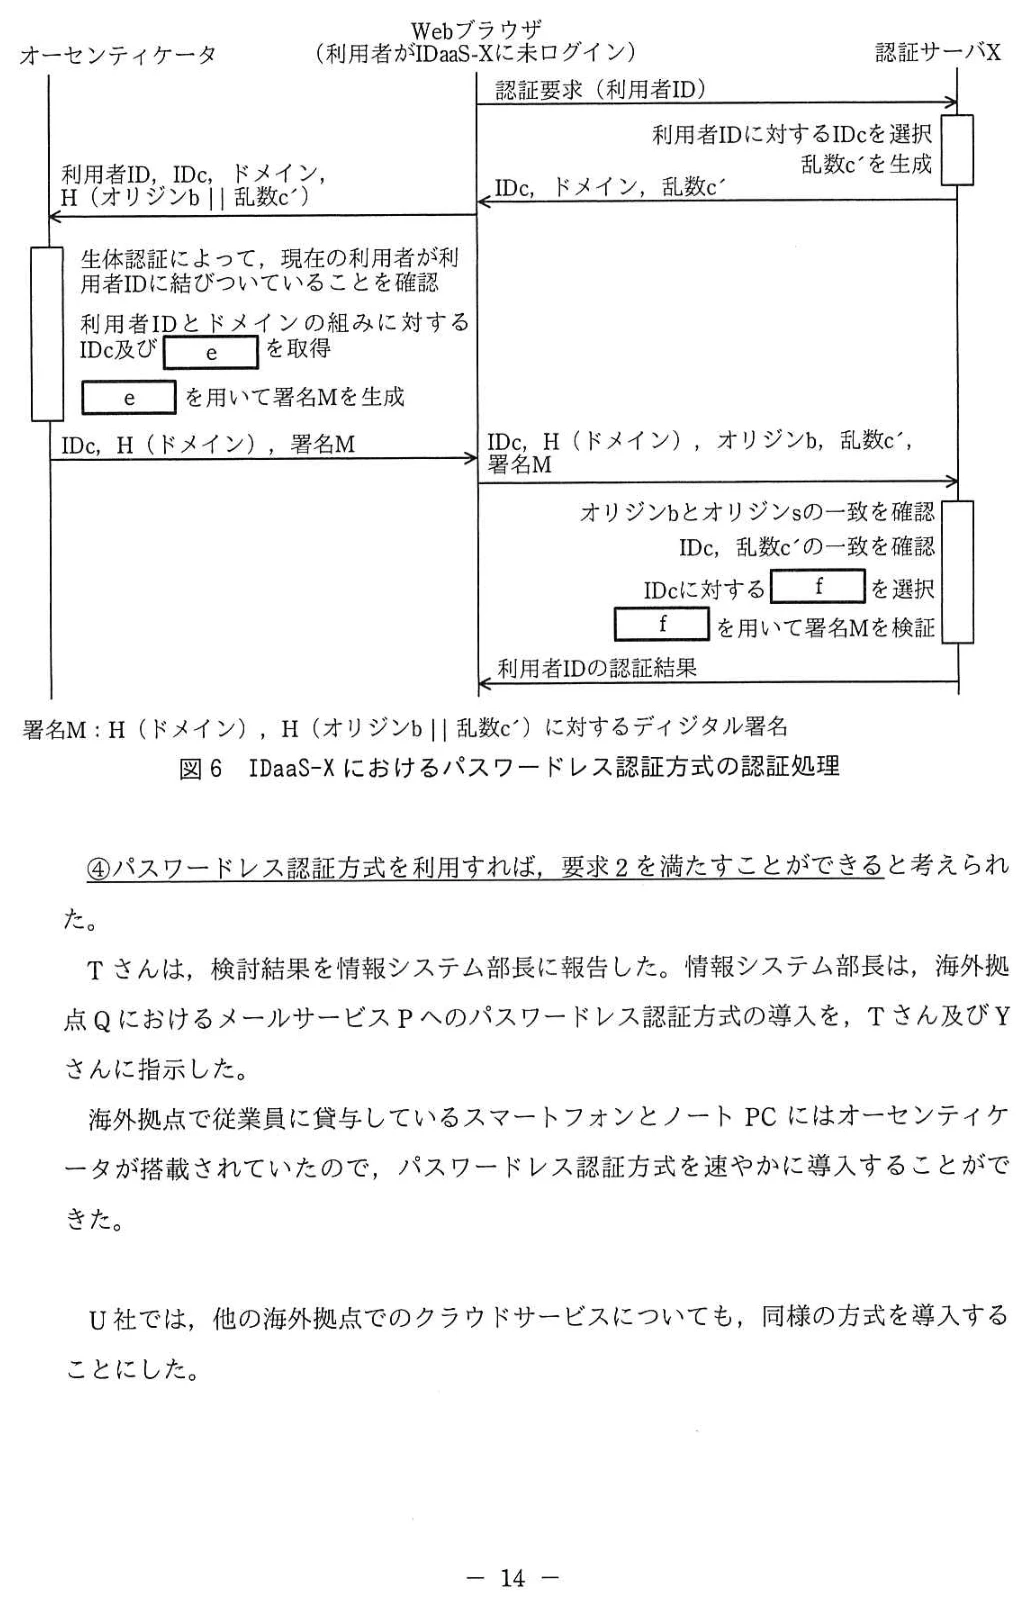 オーセンティケータ
Webブラウザ
（利用者がIDaaS-Xに未ログイン）
認証サーバX
認証要求（利用者ID）
利用者IDに対するIDcを選択
乱数c´を生成
IDc，ドメイン，乱数c´
利用者ID，IDc，ドメイン，
H（オリジンb || 乱数c´）
生体認証によって，現在の利用者が利
用者IDに結びついていることを確認
利用者IDとドメインの組みに対する
IDc及び e を取得
e を用いて署名Mを生成
IDc，H（ドメイン），署名M
IDc，H（ドメイン），オリジンb，乱数c´，
署名M
オリジンbとオリジンsの一致を確認
IDc，乱数c´の一致を確認
IDcに対する f を選択
f を用いて署名Mを検証
利用者IDの認証結果
署名M：H（ドメイン），H（オリジンb || 乱数c´）に対するディジタル署名
図6 IDaaS-X におけるパスワードレス認証方式の認証処理
④パスワードレス認証方式を利用すれば，要求2を満たすことができると考えられ
た。
T さんは，検討結果を情報システム部長に報告した。情報システム部長は，海外拠
点 Q におけるメールサービス P へのパスワードレス認証方式の導入を，T さん及び Y
さんに指示した。
海外拠点で従業員に貸与しているスマートフォンとノート PC にはオーセンティケ
ータが搭載されていたので，パスワードレス認証方式を速やかに導入することがで
きた。
U 社では，他の海外拠点でのクラウドサービスについても，同様の方式を導入する
ことにした。
－ 14 －